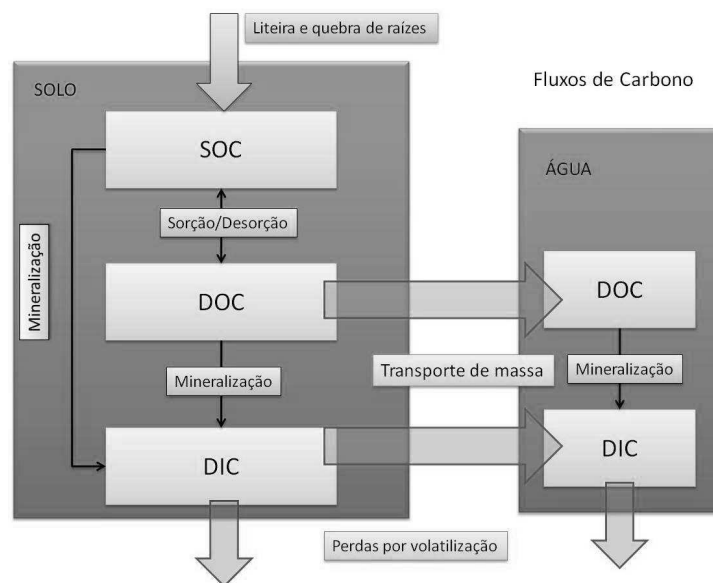 Liteira e quebra de raízes
SOLO
Fluxos de Carbono
SOC
ÁGUA
Sorção/Desorção
Mineralização
DOC
DOC
Transporte de massa
Mineralização
Mineralização
DIC
DIC
Perdas por volatilização